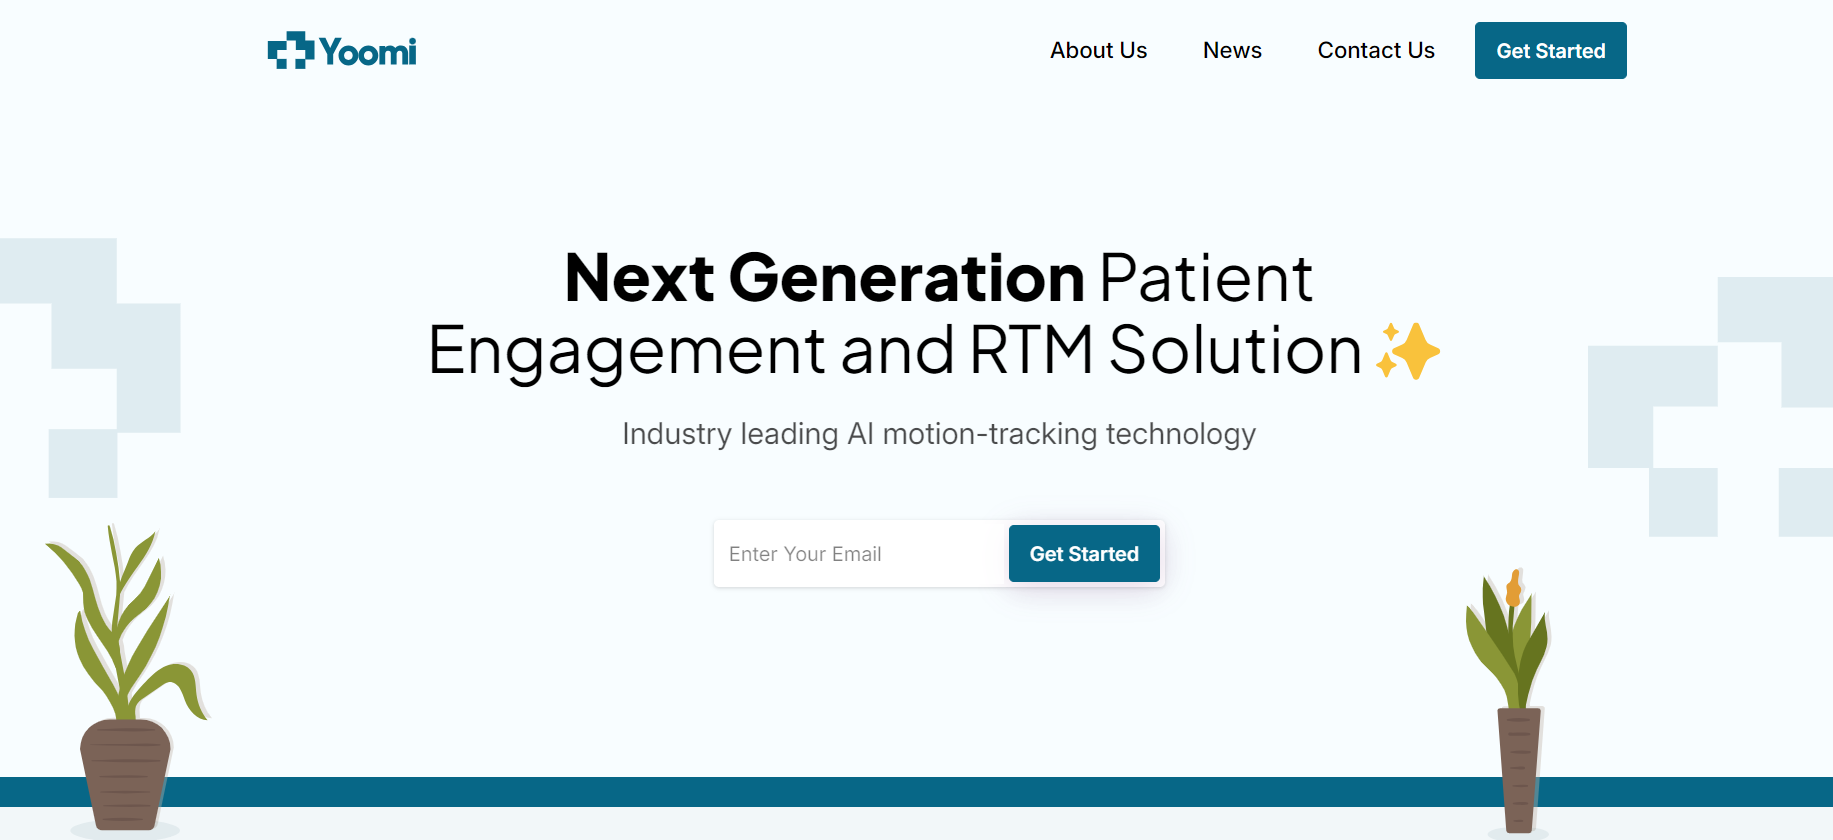 Yoomi
About Us
News
Contact Us
Get Started
Next Generation Patient
Engagement and RTM Solution ✨
Industry leading AI motion-tracking technology
Enter Your Email
Get Started